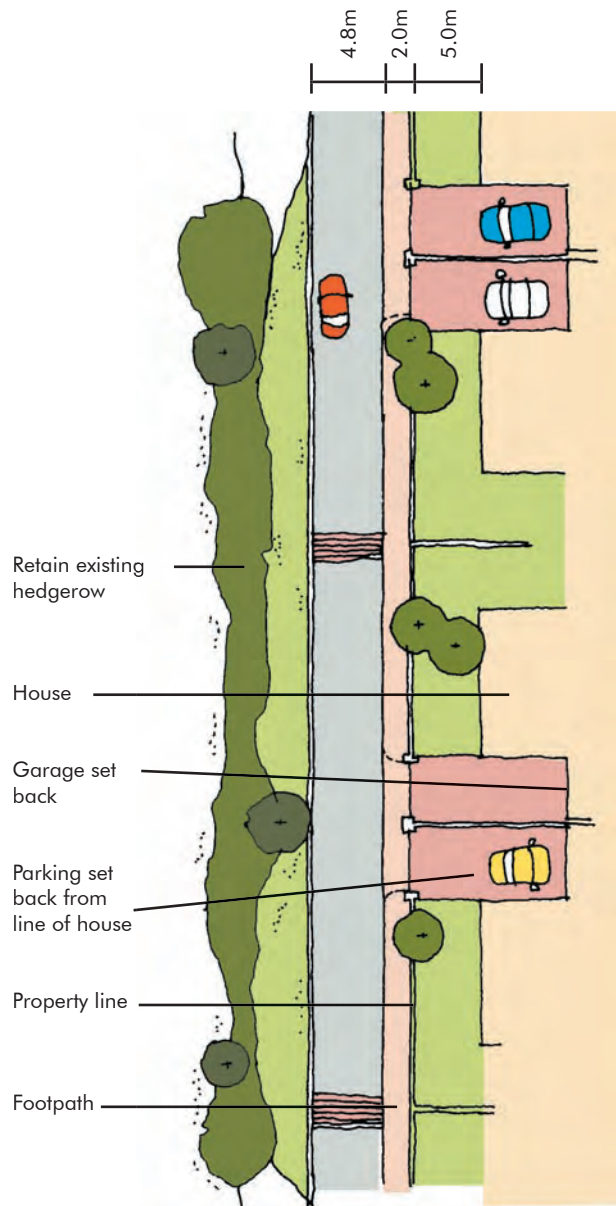 4.8m
2.0m
5.0m
Retain existing
hedgerow
House
Garage set
back
Parking set
back from
line of house
Property line
Footpath